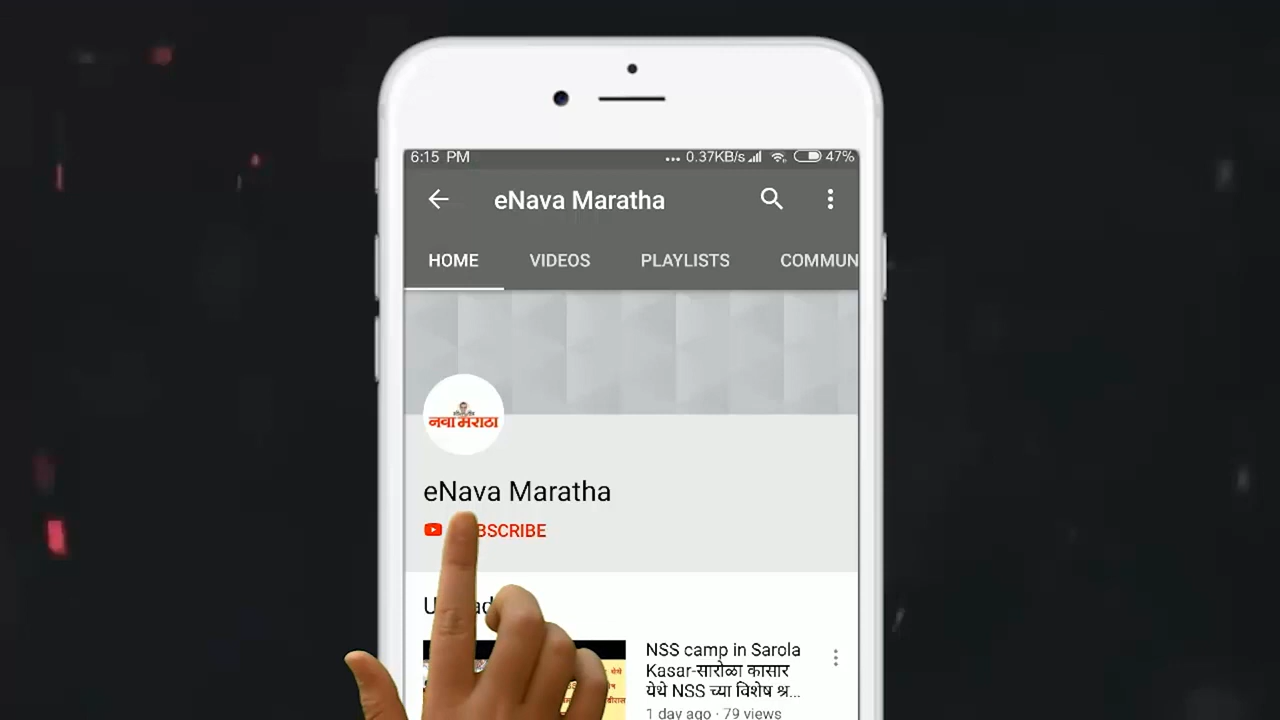 6:15 PM ... 0.37KB/s 47%
eNava Maratha
HOME VIDEOS PLAYLISTS COMMUN
नवा मराठा
eNava Maratha
BSCRIBE
NSS camp in Sarola
Kasar-सारोळा कासार
येथे NSS च्या विशेष श्र...
1 day ago · 79 views